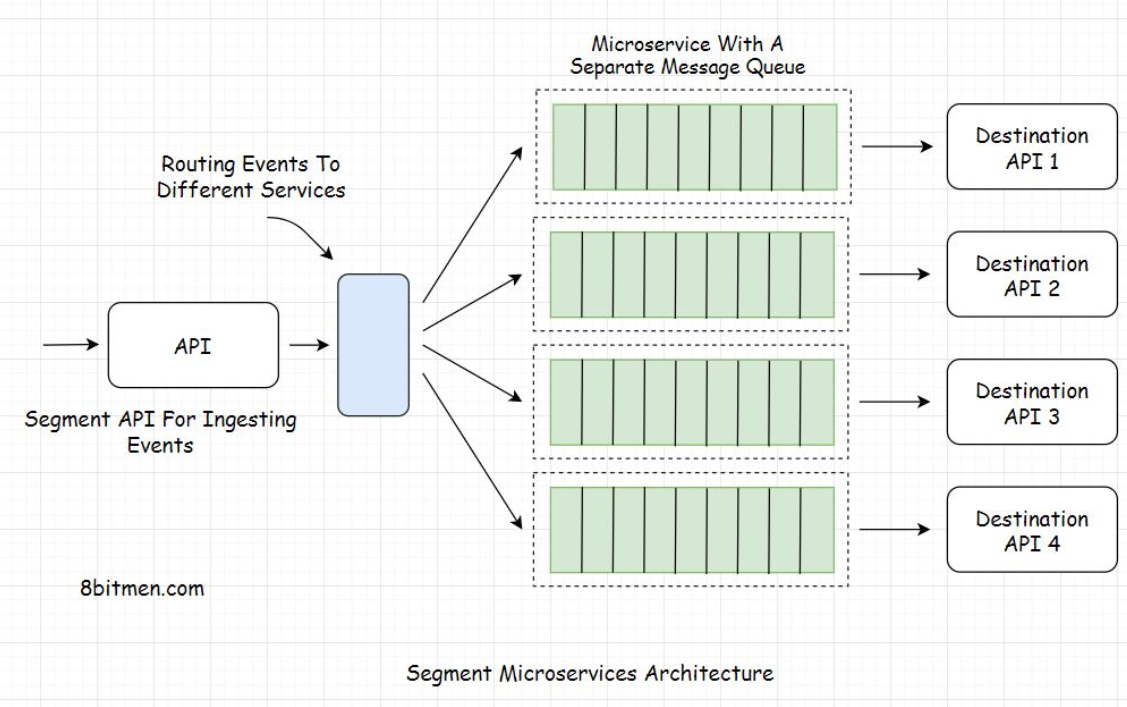 Microservice With A
Separate Message Queue
Routing Events To
Different Services
Destination
API 1
Destination
API 2
API
Segment API For Ingesting
Events
Destination
API 3
Destination
API 4
8bitmen.com
Segment Microservices Architecture